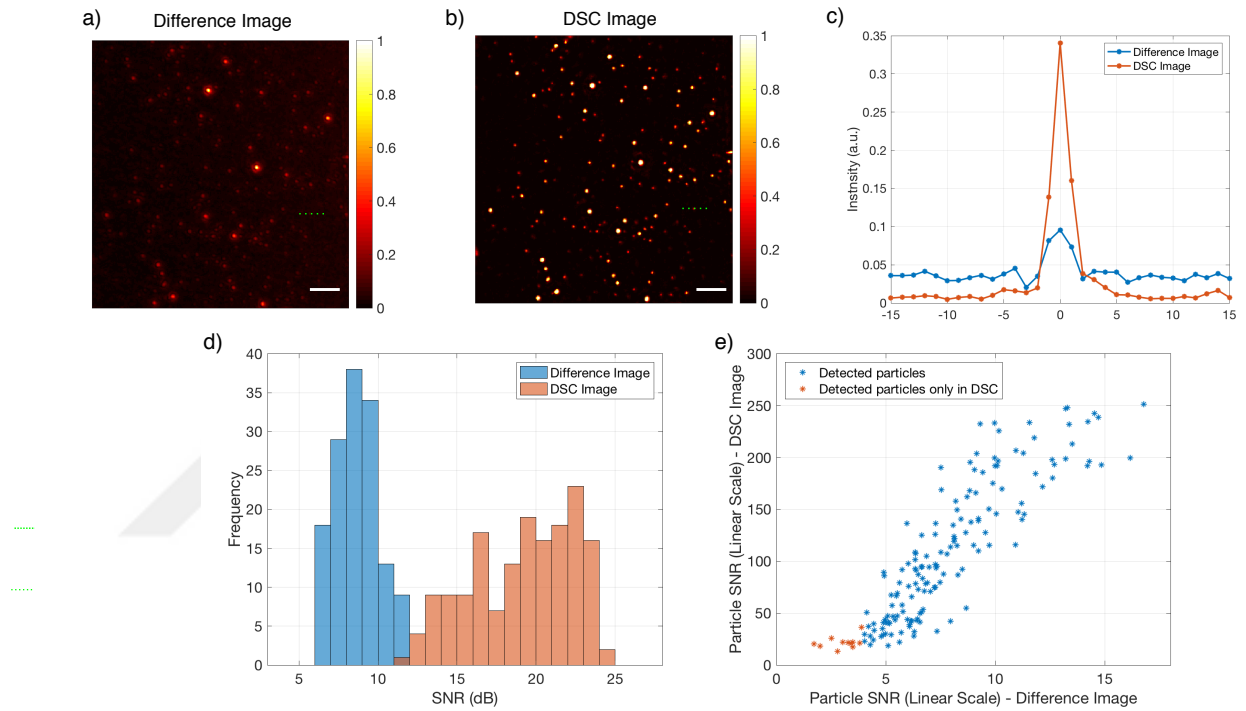 a)
Difference Image
1
0.8
0.6
0.4
0.2
0
b)
DSC Image
1
0.8
0.6
0.4
0.2
0
c)
0.35
0.3
0.25
0.2
0.15
0.1
0.05
0
Instnsity (a.u.)
Difference Image
DSC Image
-15
-10
-5
0
5
10
15
d)
40
35
30
25
20
15
10
5
0
Frequency
Difference Image
DSC Image
5
10
15
20
25
SNR (dB)
e)
300
250
200
150
100
50
0
Particle SNR (Linear Scale) - DSC Image
Detected particles
Detected particles only in DSC
0
5
10
15
Particle SNR (Linear Scale) - Difference Image